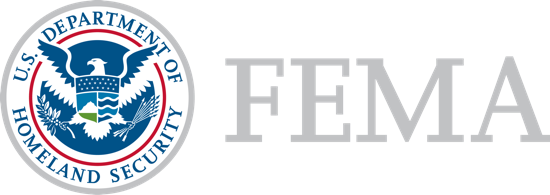 U.S. DEPARTMENT OF
HOMELAND SECURITY
FEMA